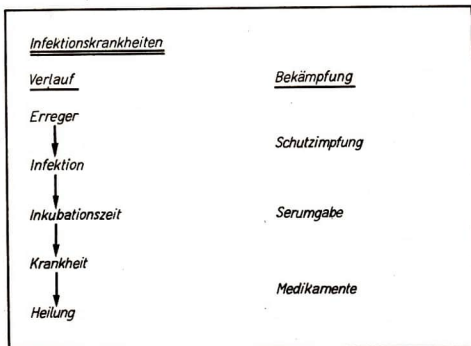 Infektionskrankheiten
Verlauf Bekämpfung
Erreger
Schutzimpfung
Infektion
Inkubationszeit Serumgabe
Krankheit
Medikamente
Heilung